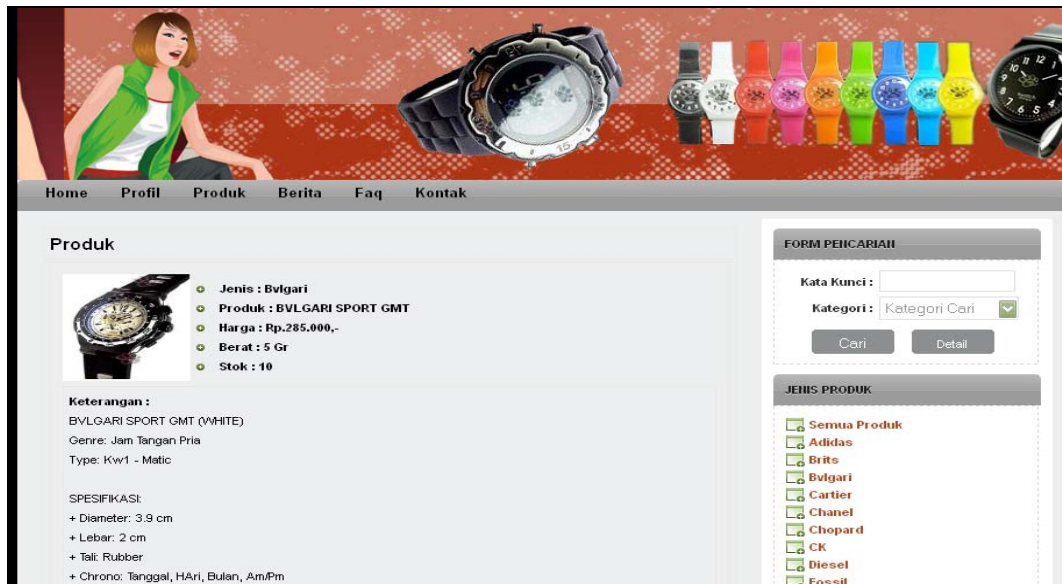 Home Profil Produk Berita Faq Kontak
Produk
Jenis : Bvlgari
Produk : BVLGARI SPORT GMT
Harga : Rp.285.000,-
Berat : 5 Gr
Stok : 10
Keterangan :
BVLGARI SPORT GMT (WHITE)
Genre: Jam Tangan Pria
Type: Kw1 - Matic
SPESIFIKASI:
+ Diameter: 3.9 cm
+ Lebar: 2 cm
+ Tali: Rubber
+ Chrono: Tanggal, HAri, Bulan, Am/Pm
FORM PENCARIAN
Kata Kunci :
Kategori : Kategori Cari
Cari Detail
JENIS PRODUK
Semua Produk
Adidas
Brits
Bvlgari
Cartier
Chanel
Chopard
CK
Diesel
Fossil